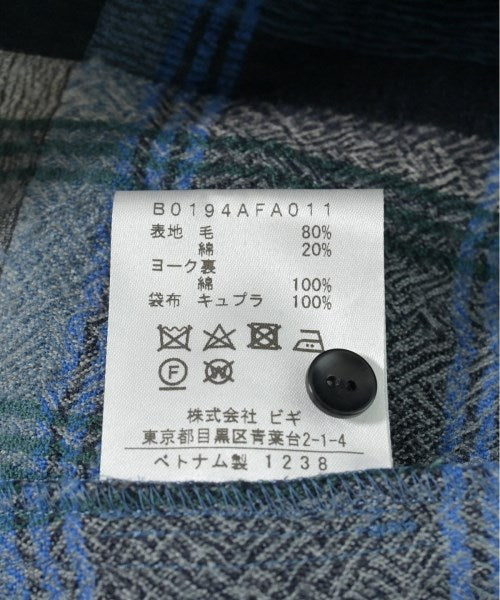 B0194AFA011
表地 毛 80%
綿 20%
ヨーク裏
綿 100%
袋布 キュプラ 100%
F W
株式会社 ビギ
東京都目黒区青葉台2-1-4
ベトナム製 1238